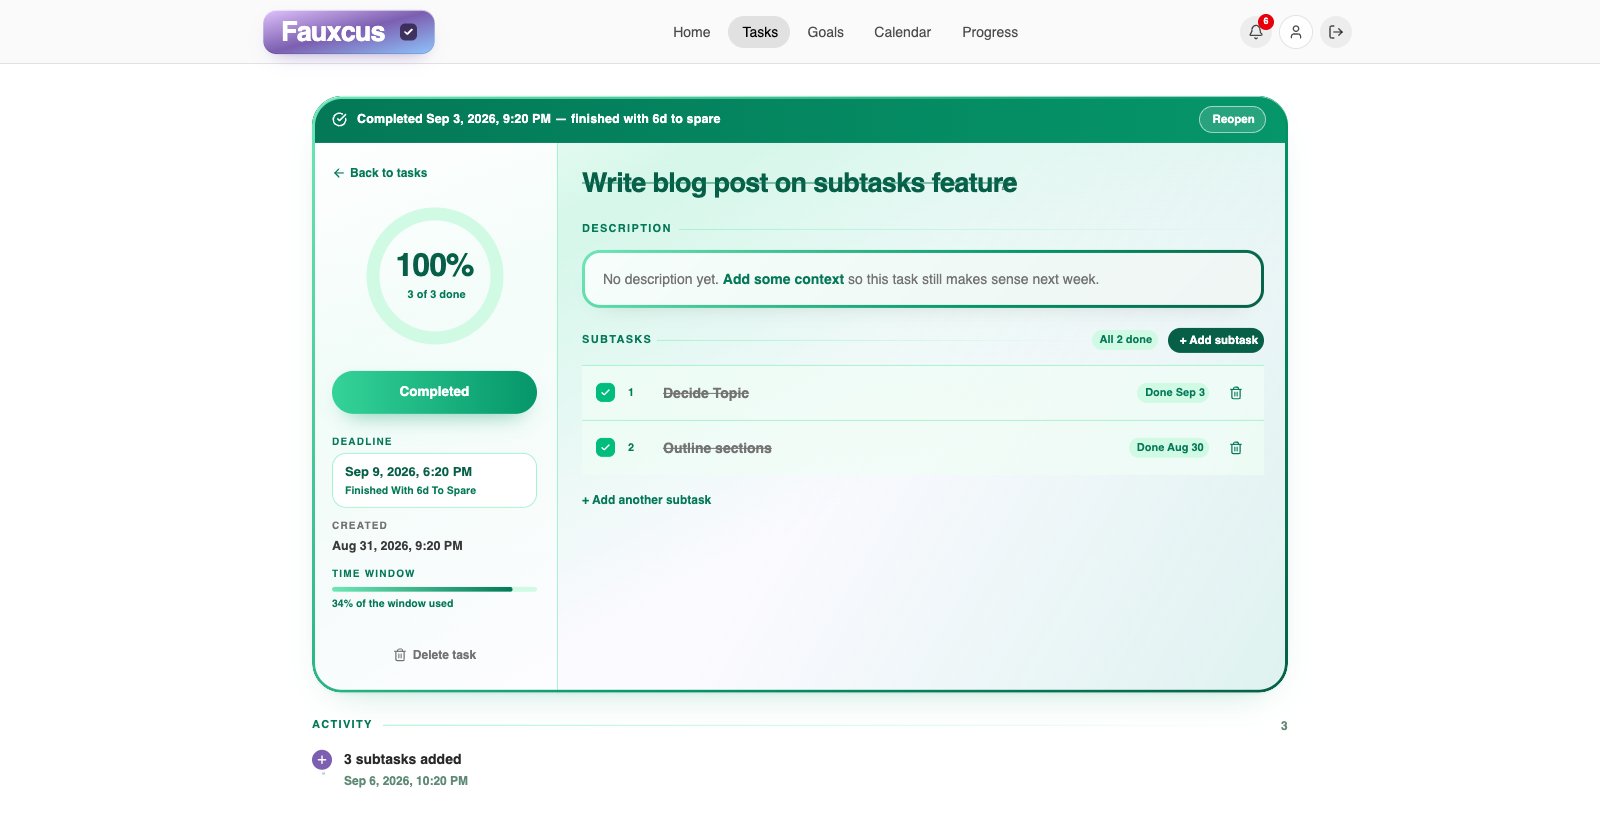 Fauxcus
Home
Tasks
Goals
Calendar
Progress
6
Completed Sep 3, 2026, 9:20 PM — finished with 6d to spare
Reopen
Back to tasks
100%
3 of 3 done
Completed
DEADLINE
Sep 9, 2026, 6:20 PM
Finished With 6d To Spare
CREATED
Aug 31, 2026, 9:20 PM
TIME WINDOW
34% of the window used
Delete task
Write blog post on subtasks feature
DESCRIPTION
No description yet. Add some context so this task still makes sense next week.
SUBTASKS
All 2 done
+ Add subtask
1 Decide Topic Done Sep 3
2 Outline sections Done Aug 30
+ Add another subtask
ACTIVITY
3
3 subtasks added
Sep 6, 2026, 10:20 PM